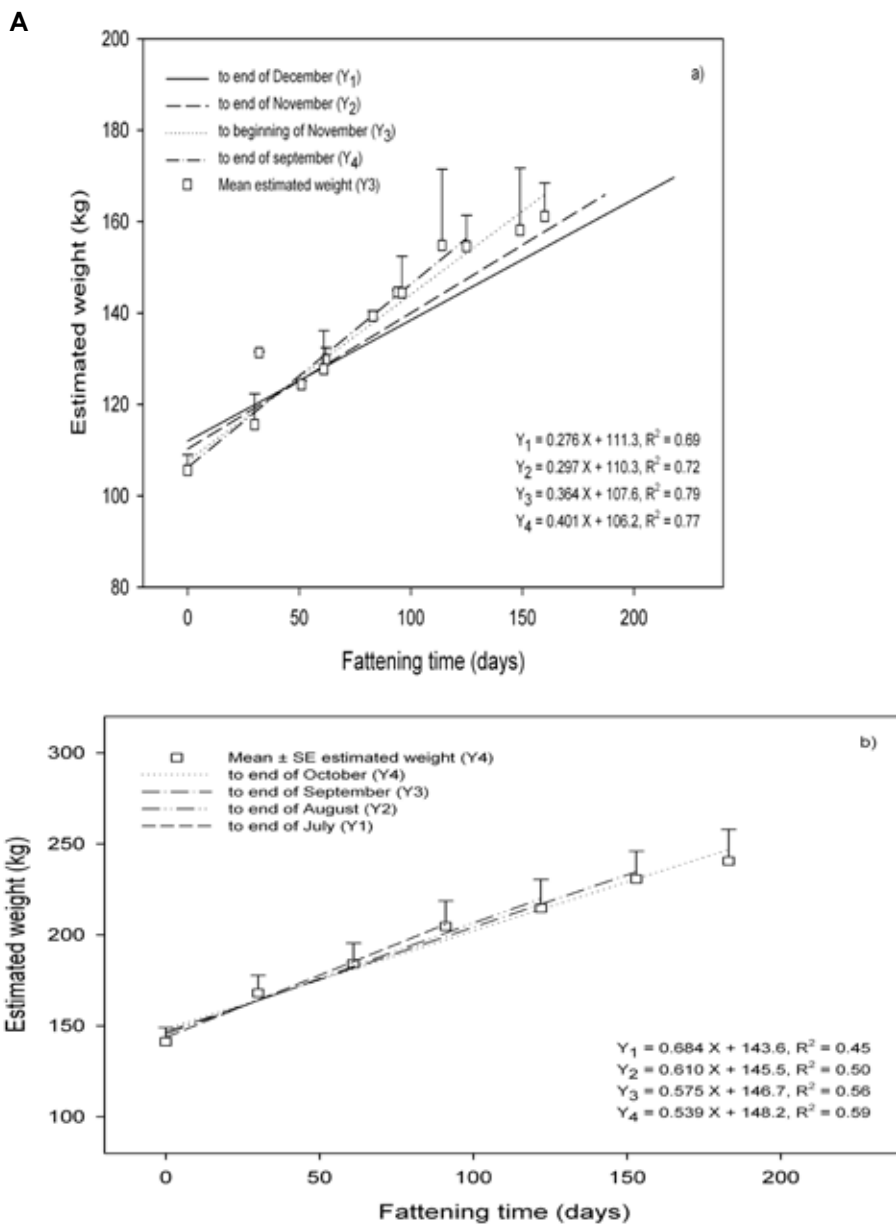 A
a)
to end of December (Y1)
to end of November (Y2)
to beginning of November (Y3)
to end of september (Y4)
Mean estimated weight (Y3)
Estimated weight (kg)
200
180
160
140
120
100
80
Y1 = 0.276 X + 111.3, R2 = 0.69
Y2 = 0.297 X + 110.3, R2 = 0.72
Y3 = 0.364 X + 107.6, R2 = 0.79
Y4 = 0.401 X + 106.2, R2 = 0.77
0 50 100 150 200
Fattening time (days)
b)
Mean ± SE estimated weight (Y4)
to end of October (Y4)
to end of September (Y3)
to end of August (Y2)
to end of July (Y1)
Estimated weight (kg)
300
250
200
150
100
Y1 = 0.684 X + 143.6, R2 = 0.45
Y2 = 0.610 X + 145.5, R2 = 0.50
Y3 = 0.575 X + 146.7, R2 = 0.56
Y4 = 0.539 X + 148.2, R2 = 0.59
0 50 100 150 200
Fattening time (days)